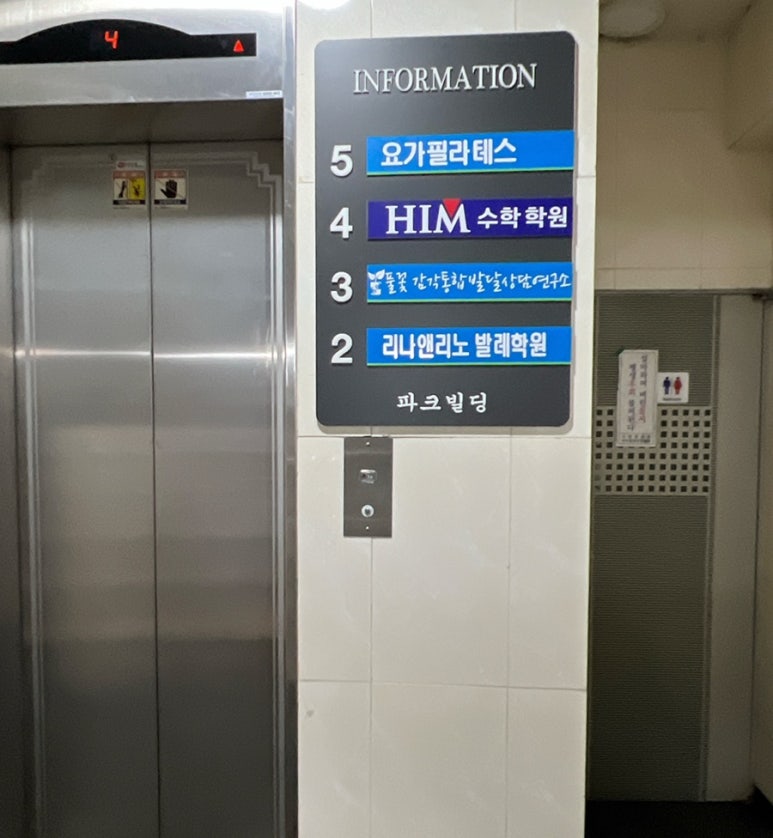 4
INFORMATION
5 요가필라테스
4 HIM 수학학원
3 풀꽃 감각통합발달상담연구소
2 리나앤리노 발레학원
파크빌딩